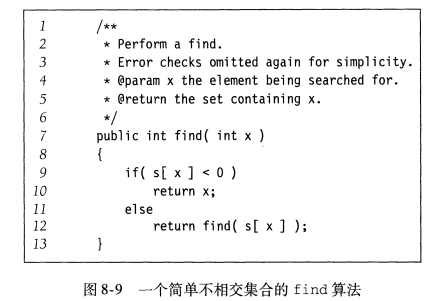 1 /**
2 * Perform a find.
3 * Error checks omitted again for simplicity.
4 * @param x the element being searched for.
5 * @return the set containing x.
6 */
7 public int find( int x )
8 {
9 if( s[ x ] < 0 )
10 return x;
11 else
12 return find( s[ x ] );
13 }
图 8-9 一个简单不相交集合的 find 算法